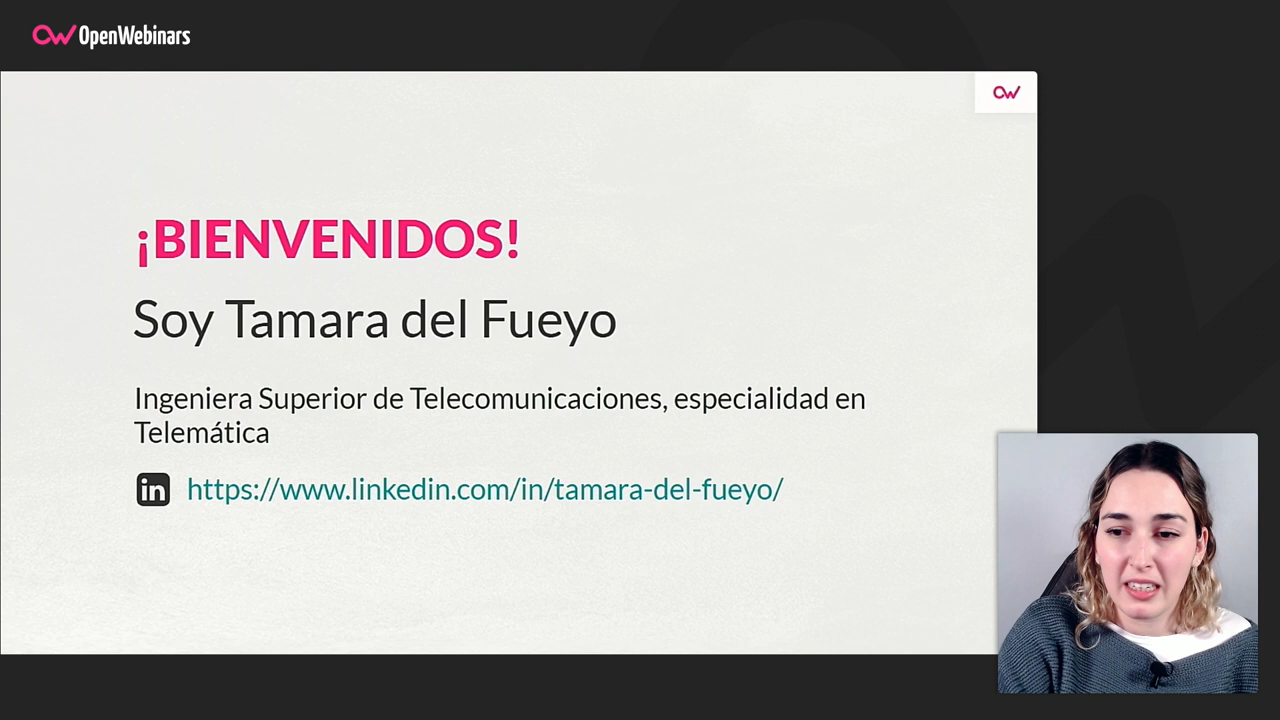 OpenWebinars
¡BIENVENIDOS!
Soy Tamara del Fueyo
Ingeniera Superior de Telecomunicaciones, especialidad en
Telemática
in https://www.linkedin.com/in/tamara-del-fueyo/